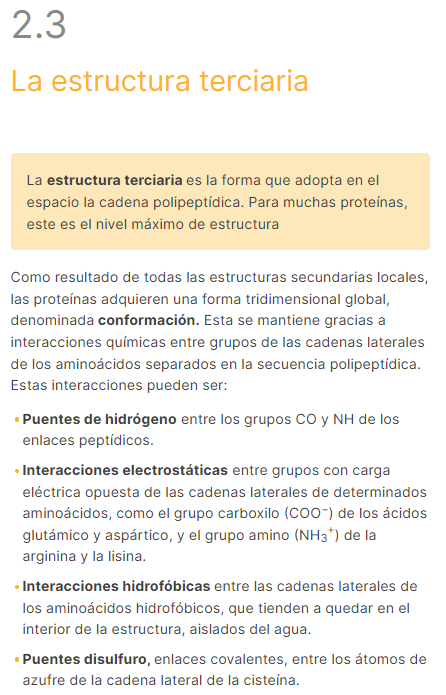 2.3
La estructura terciaria
La estructura terciaria es la forma que adopta en el
espacio la cadena polipeptídica. Para muchas proteínas,
este es el nivel máximo de estructura
Como resultado de todas las estructuras secundarias locales,
las proteínas adquieren una forma tridimensional global,
denominada conformación. Esta se mantiene gracias a
interacciones químicas entre grupos de las cadenas laterales
de los aminoácidos separados en la secuencia polipeptídica.
Estas interacciones pueden ser:
• Puentes de hidrógeno entre los grupos CO y NH de los
enlaces peptídicos.
• Interacciones electrostáticas entre grupos con carga
eléctrica opuesta de las cadenas laterales de determinados
aminoácidos, como el grupo carboxilo (COO⁻) de los ácidos
glutámico y aspártico, y el grupo amino (NH₃⁺) de la
arginina y la lisina.
• Interacciones hidrofóbicas entre las cadenas laterales de
los aminoácidos hidrofóbicos, que tienden a quedar en el
interior de la estructura, aislados del agua.
• Puentes disulfuro, enlaces covalentes, entre los átomos de
azufre de la cadena lateral de la cisteína.